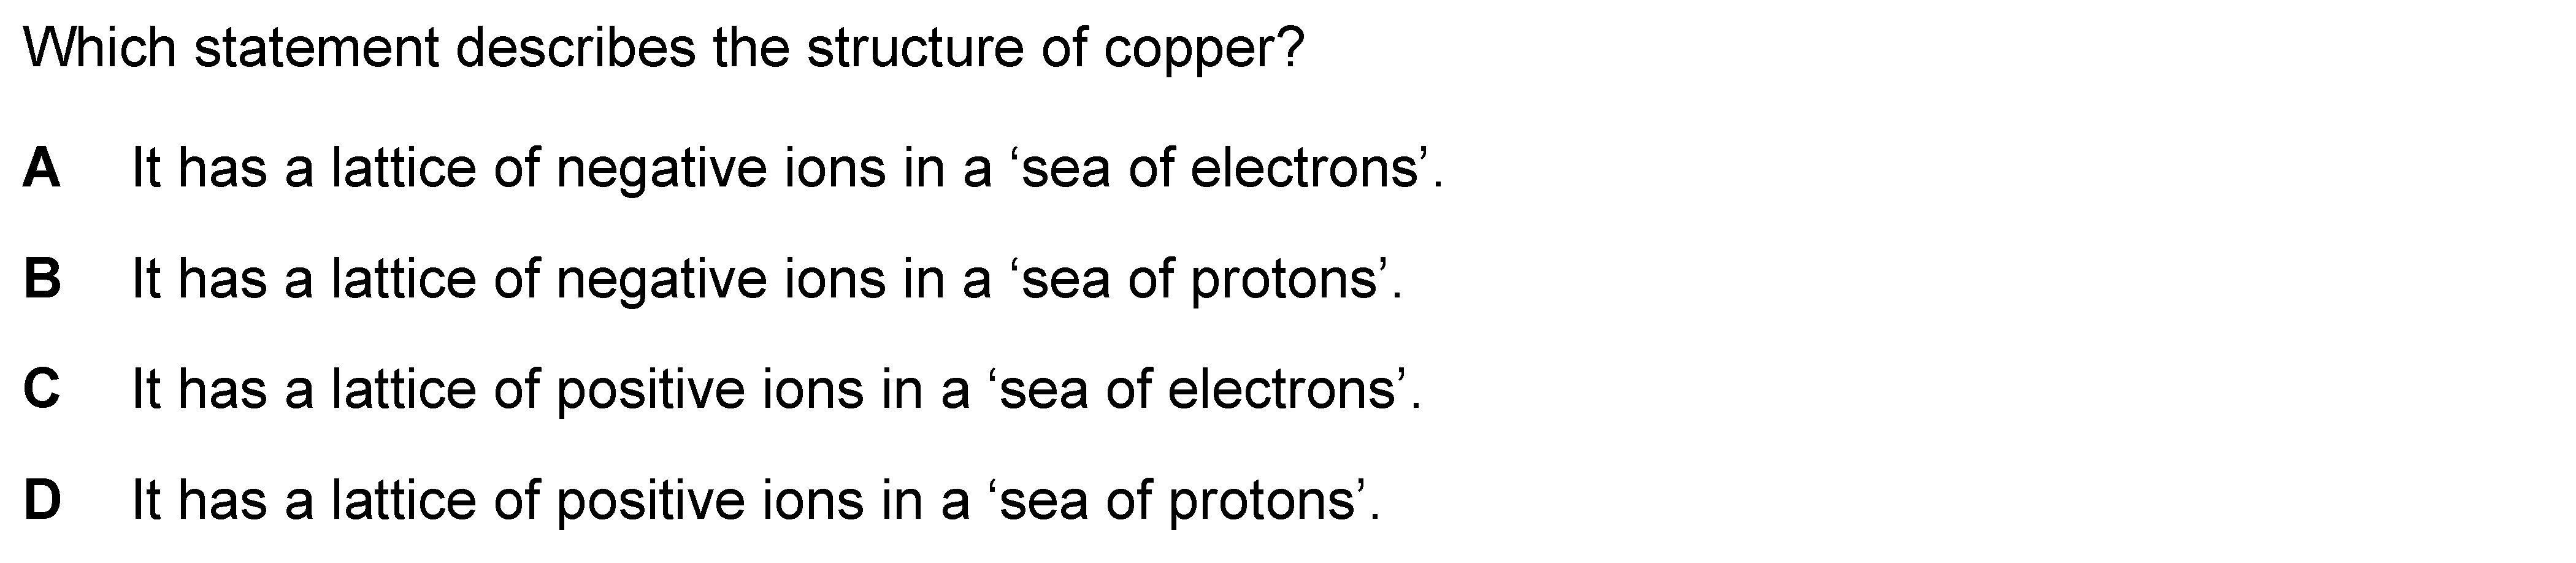 Which statement describes the structure of copper?
A It has a lattice of negative ions in a ‘sea of electrons’.
B It has a lattice of negative ions in a ‘sea of protons’.
C It has a lattice of positive ions in a ‘sea of electrons’.
D It has a lattice of positive ions in a ‘sea of protons’.